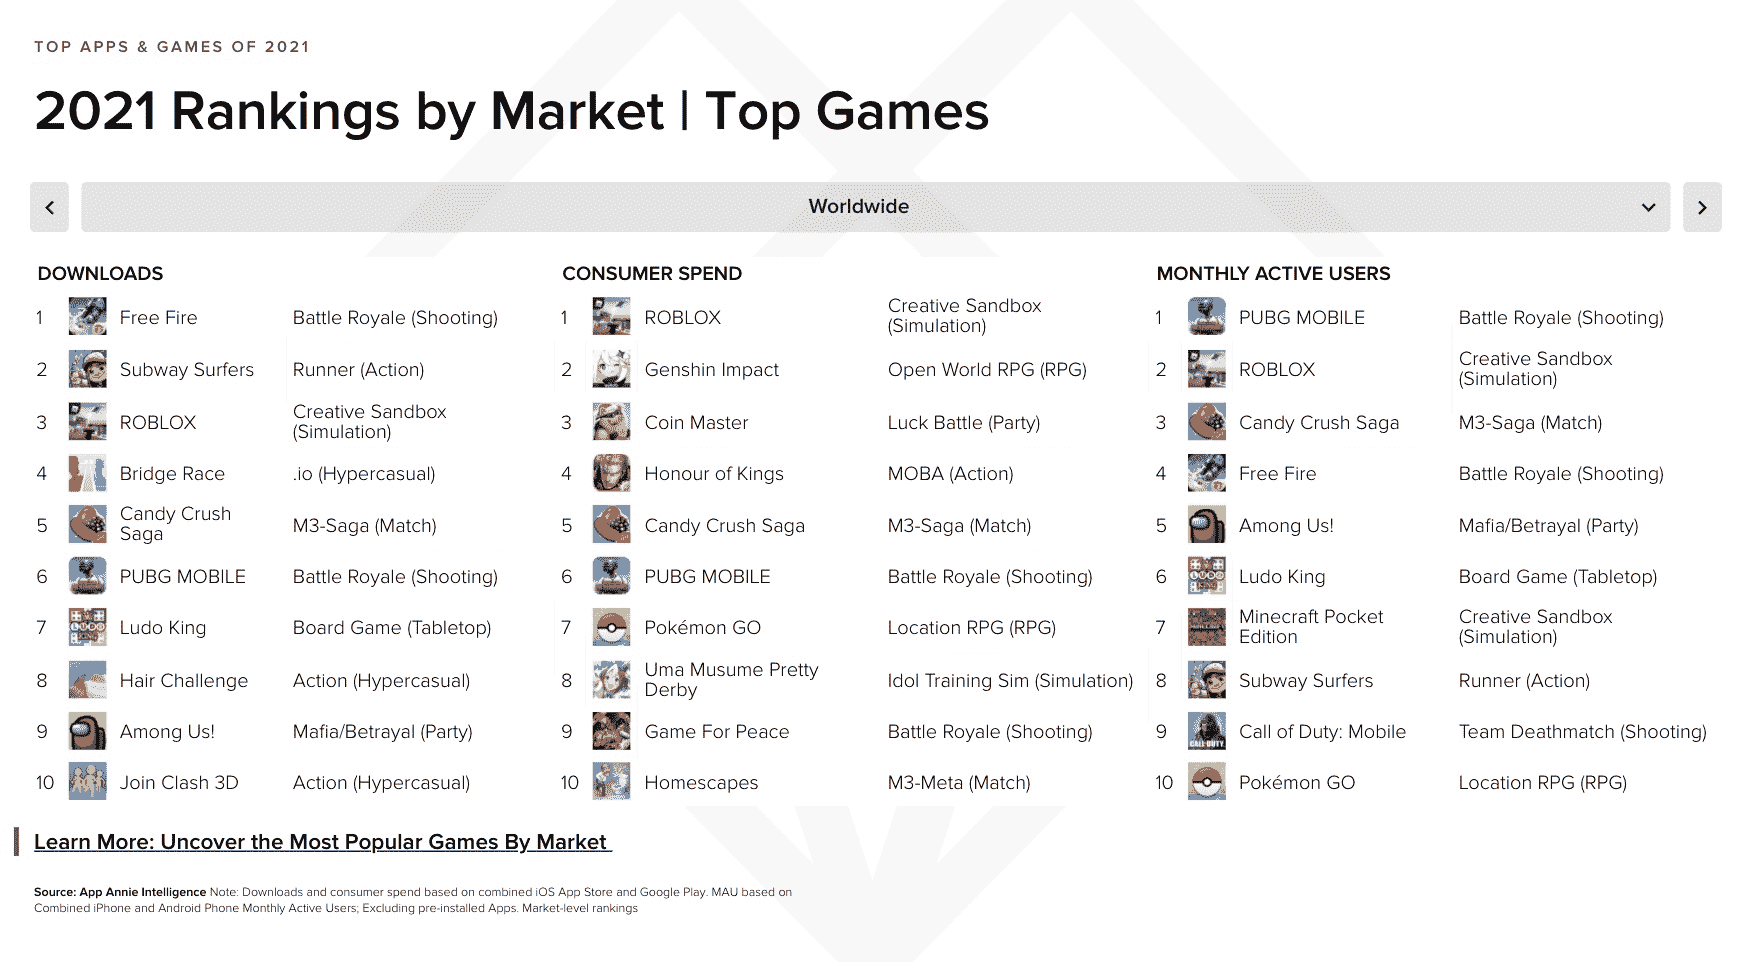 TOP APPS & GAMES OF 2021
2021 Rankings by Market | Top Games
Worldwide
DOWNLOADS
1 Free Fire Battle Royale (Shooting)
2 Subway Surfers Runner (Action)
3 ROBLOX Creative Sandbox
(Simulation)
4 Bridge Race .io (Hypercasual)
5 Candy Crush
Saga M3-Saga (Match)
6 PUBG MOBILE Battle Royale (Shooting)
7 Ludo King Board Game (Tabletop)
8 Hair Challenge Action (Hypercasual)
9 Among Us! Mafia/Betrayal (Party)
10 Join Clash 3D Action (Hypercasual)
CONSUMER SPEND
1 ROBLOX Creative Sandbox
(Simulation)
2 Genshin Impact Open World RPG (RPG)
3 Coin Master Luck Battle (Party)
4 Honour of Kings MOBA (Action)
5 Candy Crush Saga M3-Saga (Match)
6 PUBG MOBILE Battle Royale (Shooting)
7 Pokémon GO Location RPG (RPG)
8 Uma Musume Pretty
Derby Idol Training Sim (Simulation)
9 Game For Peace Battle Royale (Shooting)
10 Homescapes M3-Meta (Match)
MONTHLY ACTIVE USERS
1 PUBG MOBILE Battle Royale (Shooting)
2 ROBLOX Creative Sandbox
(Simulation)
3 Candy Crush Saga M3-Saga (Match)
4 Free Fire Battle Royale (Shooting)
5 Among Us! Mafia/Betrayal (Party)
6 Ludo King Board Game (Tabletop)
7 Minecraft Pocket
Edition Creative Sandbox
(Simulation)
8 Subway Surfers Runner (Action)
9 Call of Duty: Mobile Team Deathmatch (Shooting)
10 Pokémon GO Location RPG (RPG)
Learn More: Uncover the Most Popular Games By Market
Source: App Annie Intelligence Note: Downloads and consumer spend based on combined iOS App Store and Google Play. MAU based on
Combined iPhone and Android Phone Monthly Active Users; Excluding pre-installed Apps. Market-level rankings